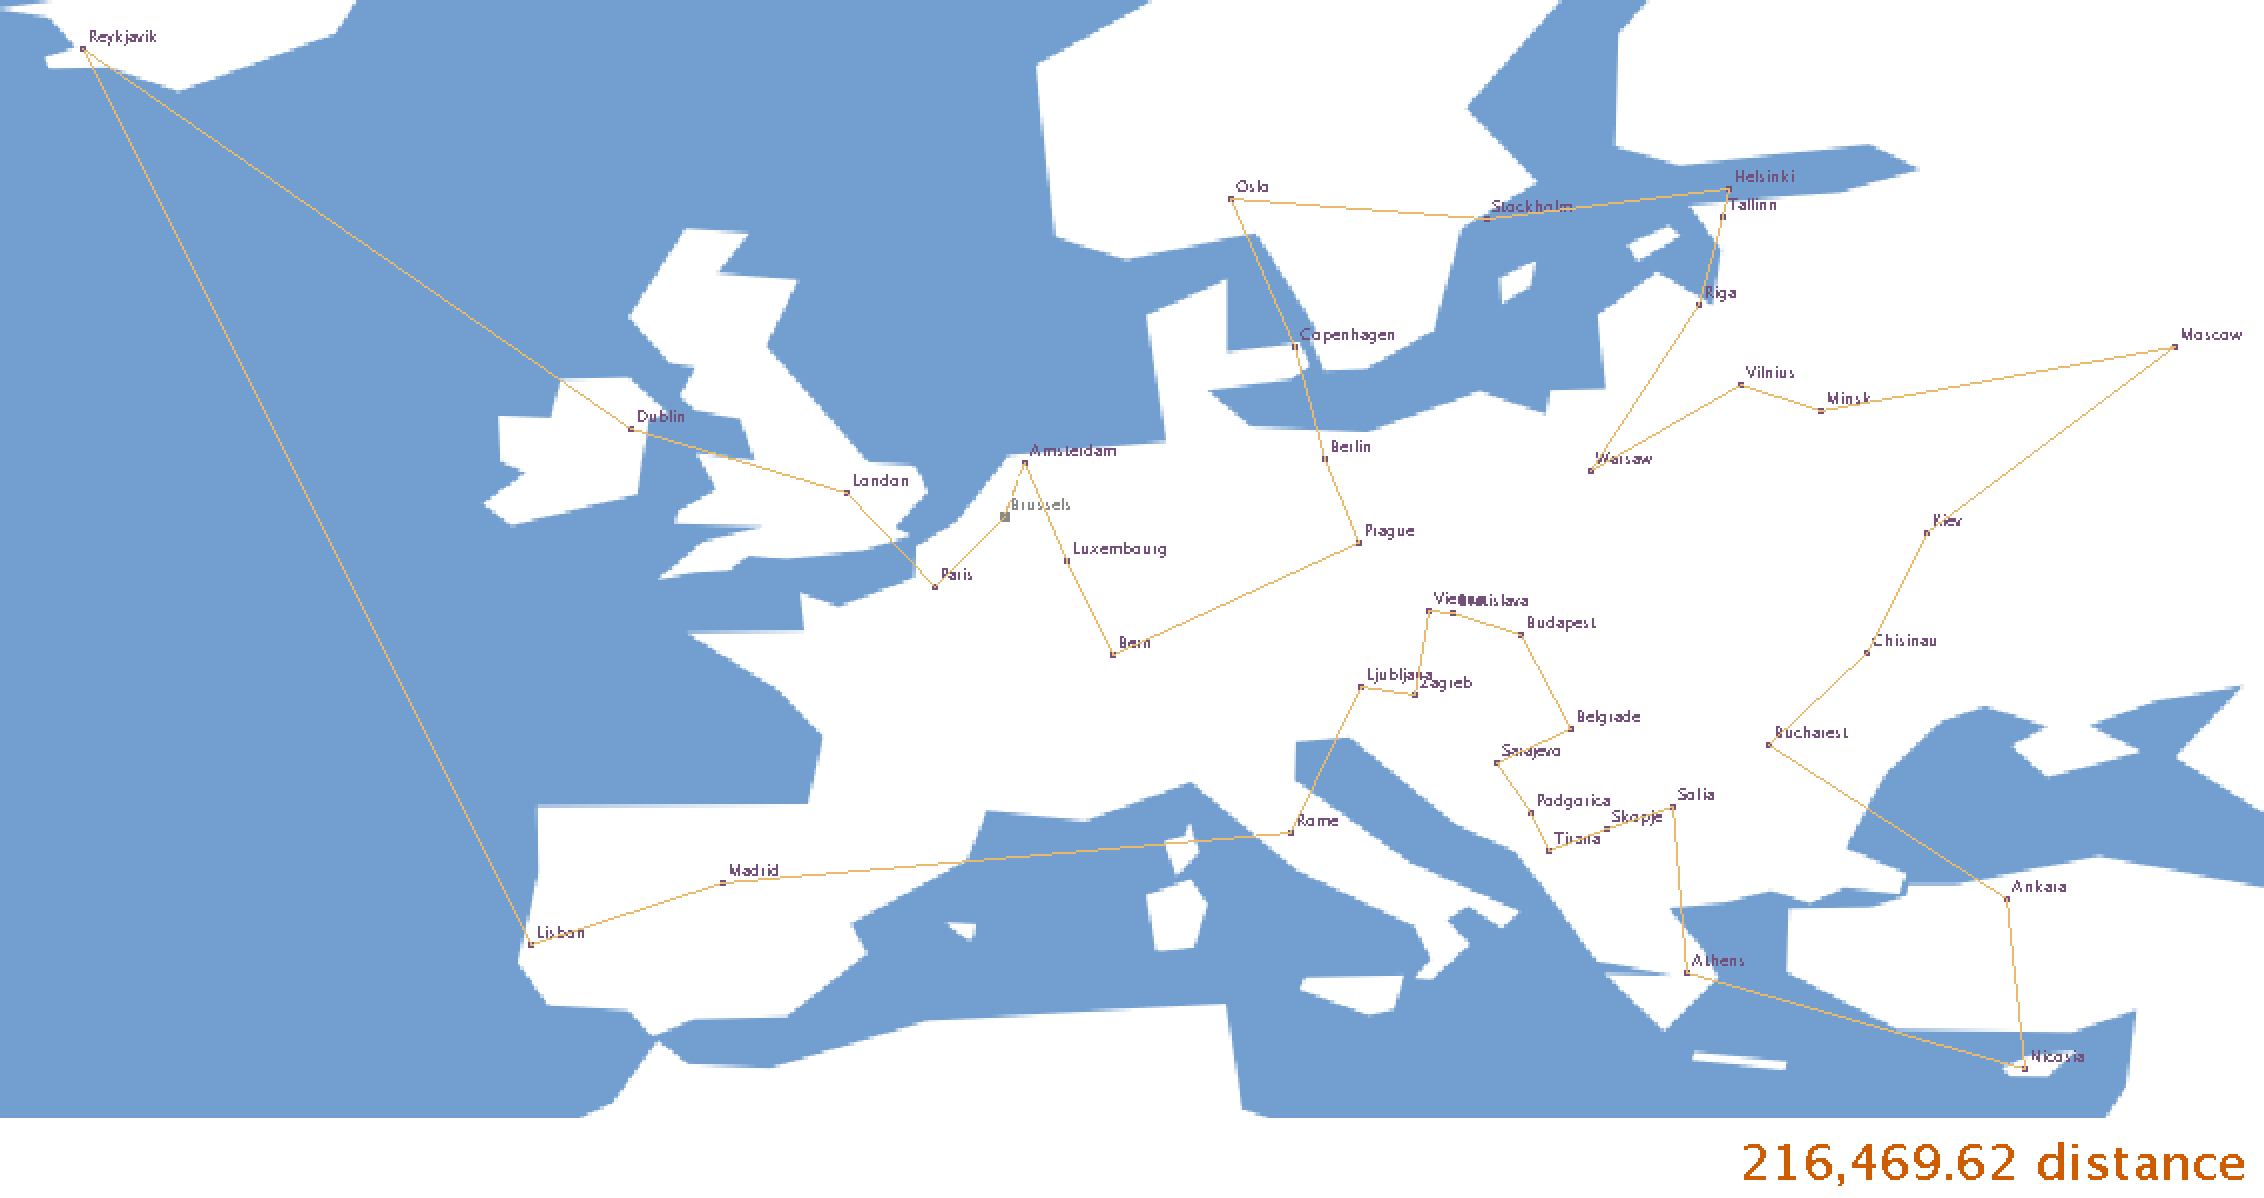 Reykjavik
Oslo
Helsinki
Stockholm
Tallinn
Riga
Copenhagen
Moscow
Vilnius
Minsk
Dublin
Amsterdam
Berlin
Warsaw
London
Brussels
Kiev
Prague
Luxembourg
Paris
Vienna
Bratislava
Budapest
Bern
Chisinau
Ljubljana
Zagreb
Belgrade
Bucharest
Sarajevo
Sofia
Podgorica
Skopje
Rome
Tirana
Madrid
Ankara
Lisbon
Athens
Nicosia
216,469.62 distance